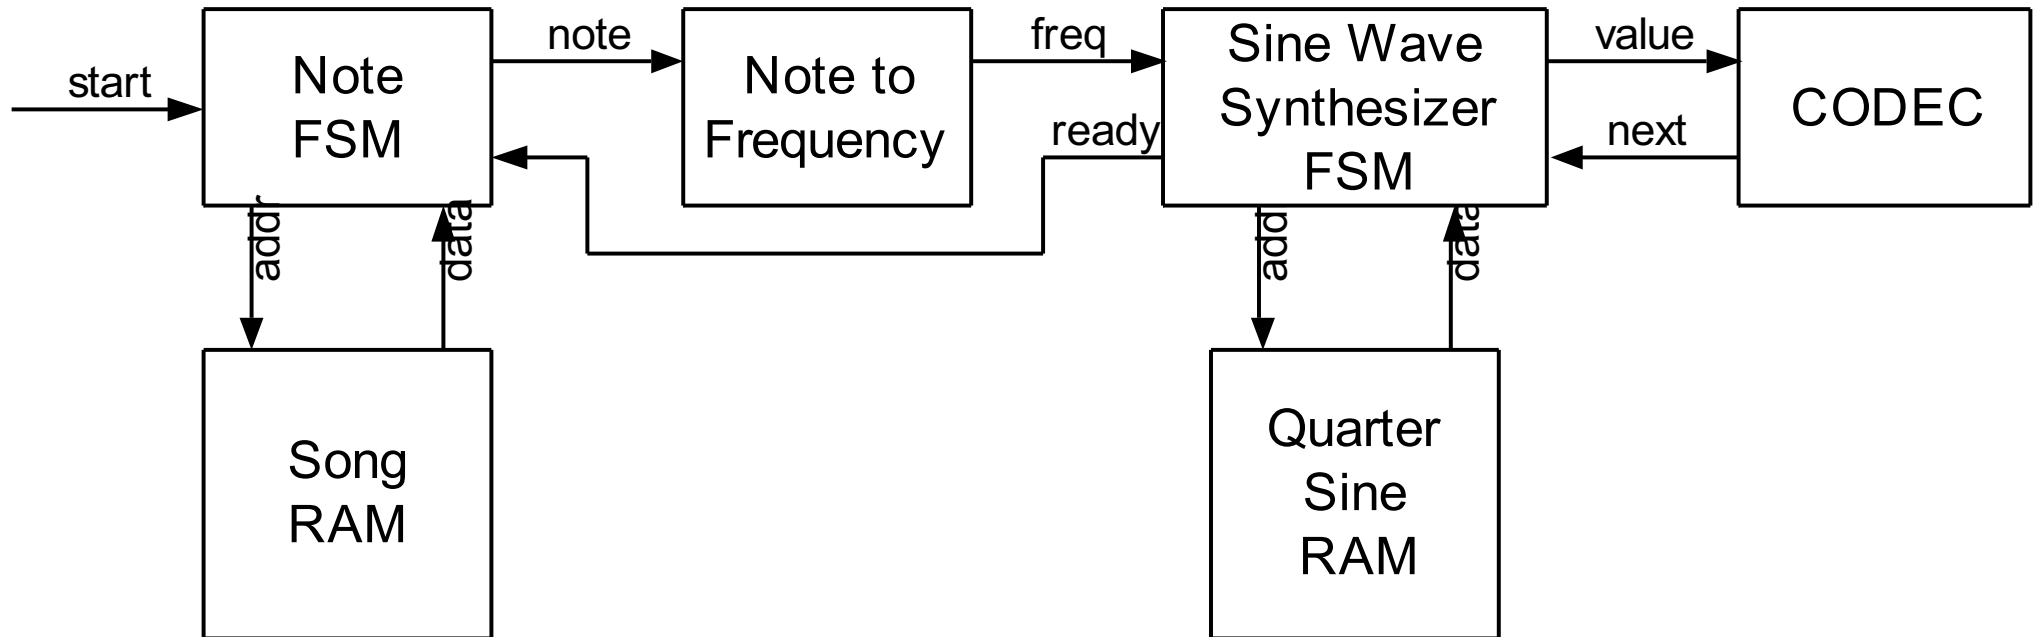 start
Note
FSM
note
Note to
Frequency
freq
ready
Sine Wave
Synthesizer
FSM
value
next
CODEC
addr
data
add
data
Song
RAM
Quarter
Sine
RAM